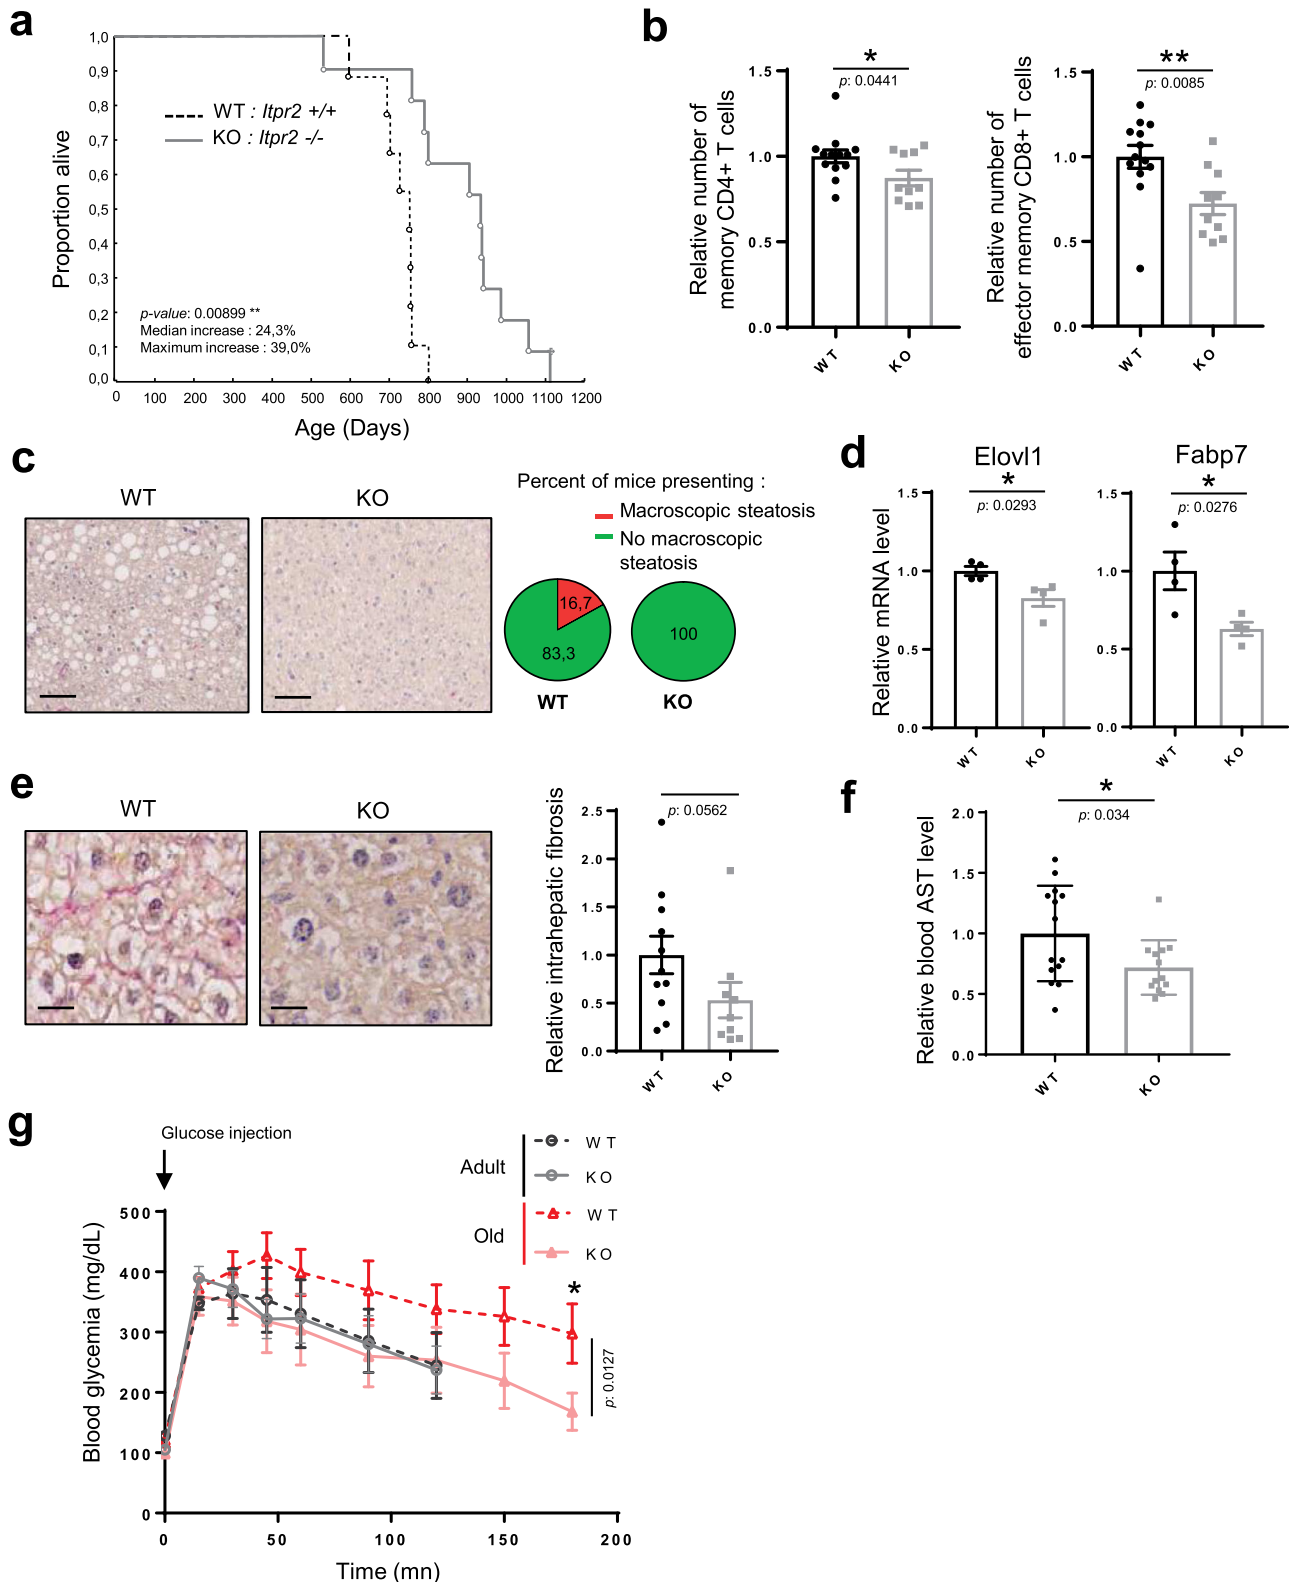 a
1,0
0,9
0,8
0,7
0,6
0,5
0,4
0,3
0,2
0,1
0,0
Proportion alive
WT : Itpr2 +/+
KO : Itpr2 -/-
p-value: 0.00899 **
Median increase : 24,3%
Maximum increase : 39,0%
0 100 200 300 400 500 600 700 800 900 1000 1100 1200
Age (Days)
b
Relative number of
memory CD4+ T cells
*
p: 0.0441
1.5
1.0
0.5
0.0
WT
KO
Relative number of
effector memory CD8+ T cells
**
p: 0.0085
1.5
1.0
0.5
0.0
WT
KO
c
WT
KO
Percent of mice presenting :
Macroscopic steatosis
No macroscopic
steatosis
16,7
83,3
100
WT
KO
d
Elovl1
*
p: 0.0293
Relative mRNA level
1.5
1.0
0.5
0.0
WT
KO
Fabp7
*
p: 0.0276
1.5
1.0
0.5
0.0
WT
KO
e
WT
KO
Relative intrahepatic fibrosis
p: 0.0562
2.5
2.0
1.5
1.0
0.5
0.0
WT
KO
f
Relative blood AST level
*
p: 0.034
2.0
1.5
1.0
0.5
0.0
WT
KO
g
Glucose injection
Adult
WT
KO
Old
WT
KO
Blood glycemia (mg/dL)
500
400
300
200
100
0
*
p: 0.0127
0 50 100 150 200
Time (mn)